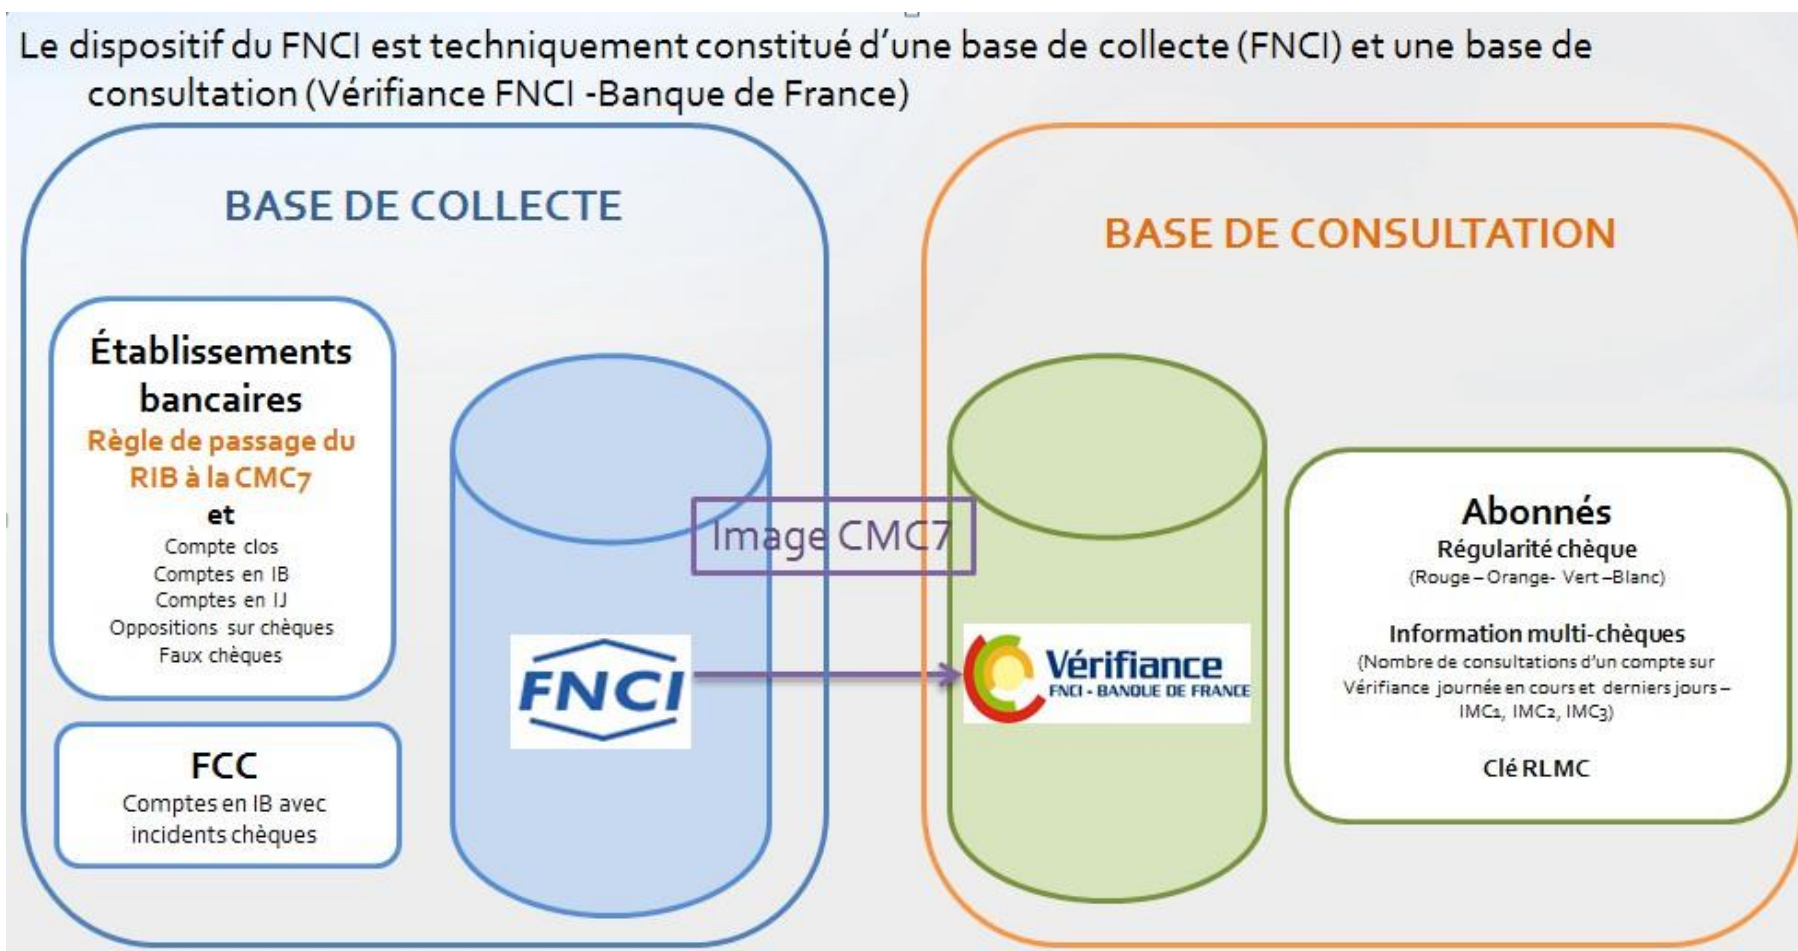 Le dispositif du FNCI est techniquement constitué d'une base de collecte (FNCI) et une base de
consultation (Vérifiance FNCI -Banque de France)
BASE DE COLLECTE
Établissements
bancaires
Règle de passage du
RIB à la CMC7
et
Compte clos
Comptes en IB
Comptes en IJ
Oppositions sur chèques
Faux chèques
FCC
Comptes en IB avec
incidents chèques
FNCI
Image CMC7
BASE DE CONSULTATION
Vérifiance
FNCI - BANQUE DE FRANCE
Abonnés
Régularité chèque
(Rouge – Orange- Vert –Blanc)
Information multi-chèques
(Nombre de consultations d'un compte sur
Vérifiance journée en cours et derniers jours –
IMC1, IMC2, IMC3)
Clé RLMC